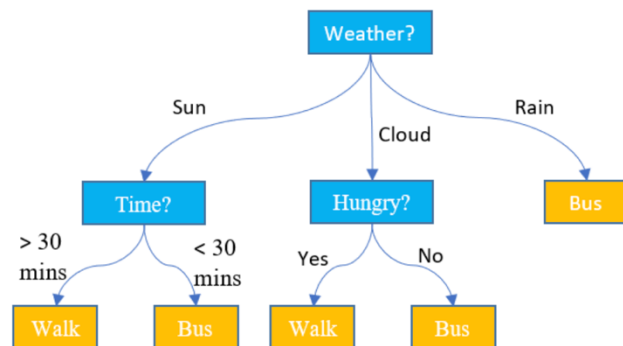 Weather?
Sun
Cloud
Rain
Time?
Hungry?
Bus
> 30
mins
< 30
mins
Yes
No
Walk
Bus
Walk
Bus